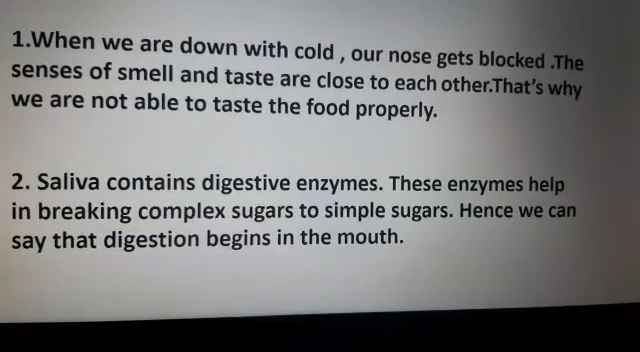 1.When we are down with cold , our nose gets blocked .The
senses of smell and taste are close to each other.That's why
we are not able to taste the food properly.
2. Saliva contains digestive enzymes. These enzymes help
in breaking complex sugars to simple sugars. Hence we can
say that digestion begins in the mouth.